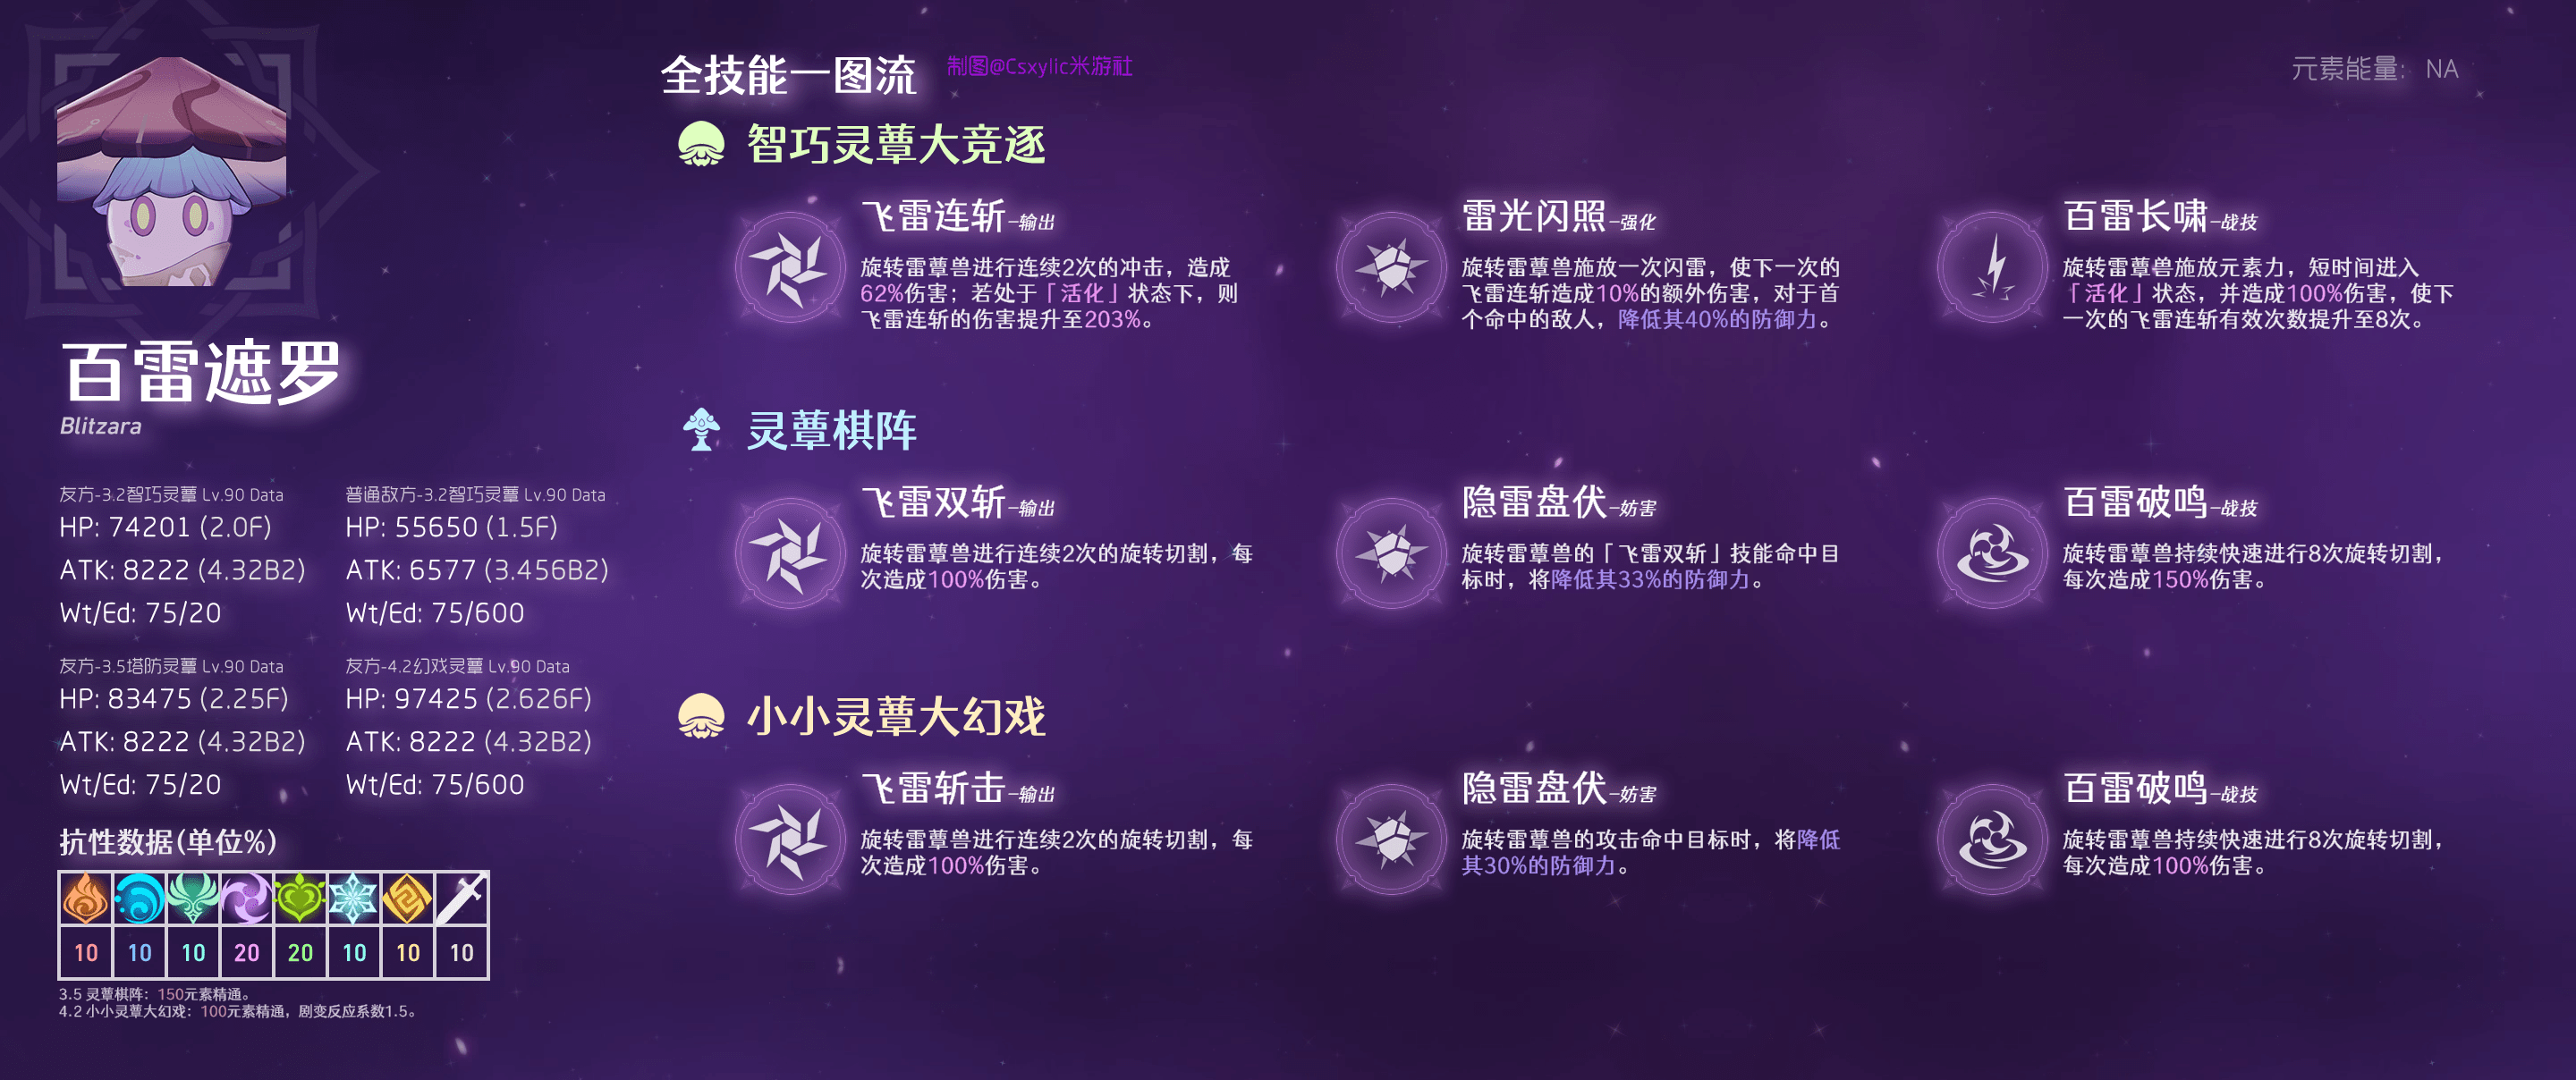 全技能一图流
制图@Csxylic米游社
元素能量: NA
百雷遮罗
Blitzara
友方-3.2智巧灵蕈 Lv.90 Data
HP: 74201 (2.0F)
ATK: 8222 (4.32B2)
Wt/Ed: 75/20
普通敌方-3.2智巧灵蕈 Lv.90 Data
HP: 55650 (1.5F)
ATK: 6577 (3.456B2)
Wt/Ed: 75/600
友方-3.5塔防灵蕈 Lv.90 Data
HP: 83475 (2.25F)
ATK: 8222 (4.32B2)
Wt/Ed: 75/20
友方-4.2幻戏灵蕈 Lv.90 Data
HP: 97425 (2.626F)
ATK: 8222 (4.32B2)
Wt/Ed: 75/600
抗性数据(单位%)
10 10 10 20 20 10 10 10
3.5 灵蕈棋阵：150元素精通。
4.2 小小灵蕈大幻戏：100元素精通，剧变反应系数1.5。
智巧灵蕈大竞逐
飞雷连斩-输出
旋转雷蕈兽进行连续2次的冲击，造成
62%伤害；若处于「活化」状态下，则
飞雷连斩的伤害提升至203%。
雷光闪照-强化
旋转雷蕈兽施放一次闪雷，使下一次的
飞雷连斩造成10%的额外伤害，对于首
个命中的敌人，降低其40%的防御力。
百雷长啸-战技
旋转雷蕈兽施放元素力，短时间进入
「活化」状态，并造成100%伤害，使下
一次的飞雷连斩有效次数提升至8次。
灵蕈棋阵
飞雷双斩-输出
旋转雷蕈兽进行连续2次的旋转切割，每
次造成100%伤害。
隐雷盘伏-妨害
旋转雷蕈兽的「飞雷双斩」技能命中目
标时，将降低其33%的防御力。
百雷破鸣-战技
旋转雷蕈兽持续快速进行8次旋转切割，
每次造成150%伤害。
小小灵蕈大幻戏
飞雷斩击-输出
旋转雷蕈兽进行连续2次的旋转切割，每
次造成100%伤害。
隐雷盘伏-妨害
旋转雷蕈兽的攻击命中目标时，将降低
其30%的防御力。
百雷破鸣-战技
旋转雷蕈兽持续快速进行8次旋转切割，
每次造成100%伤害。